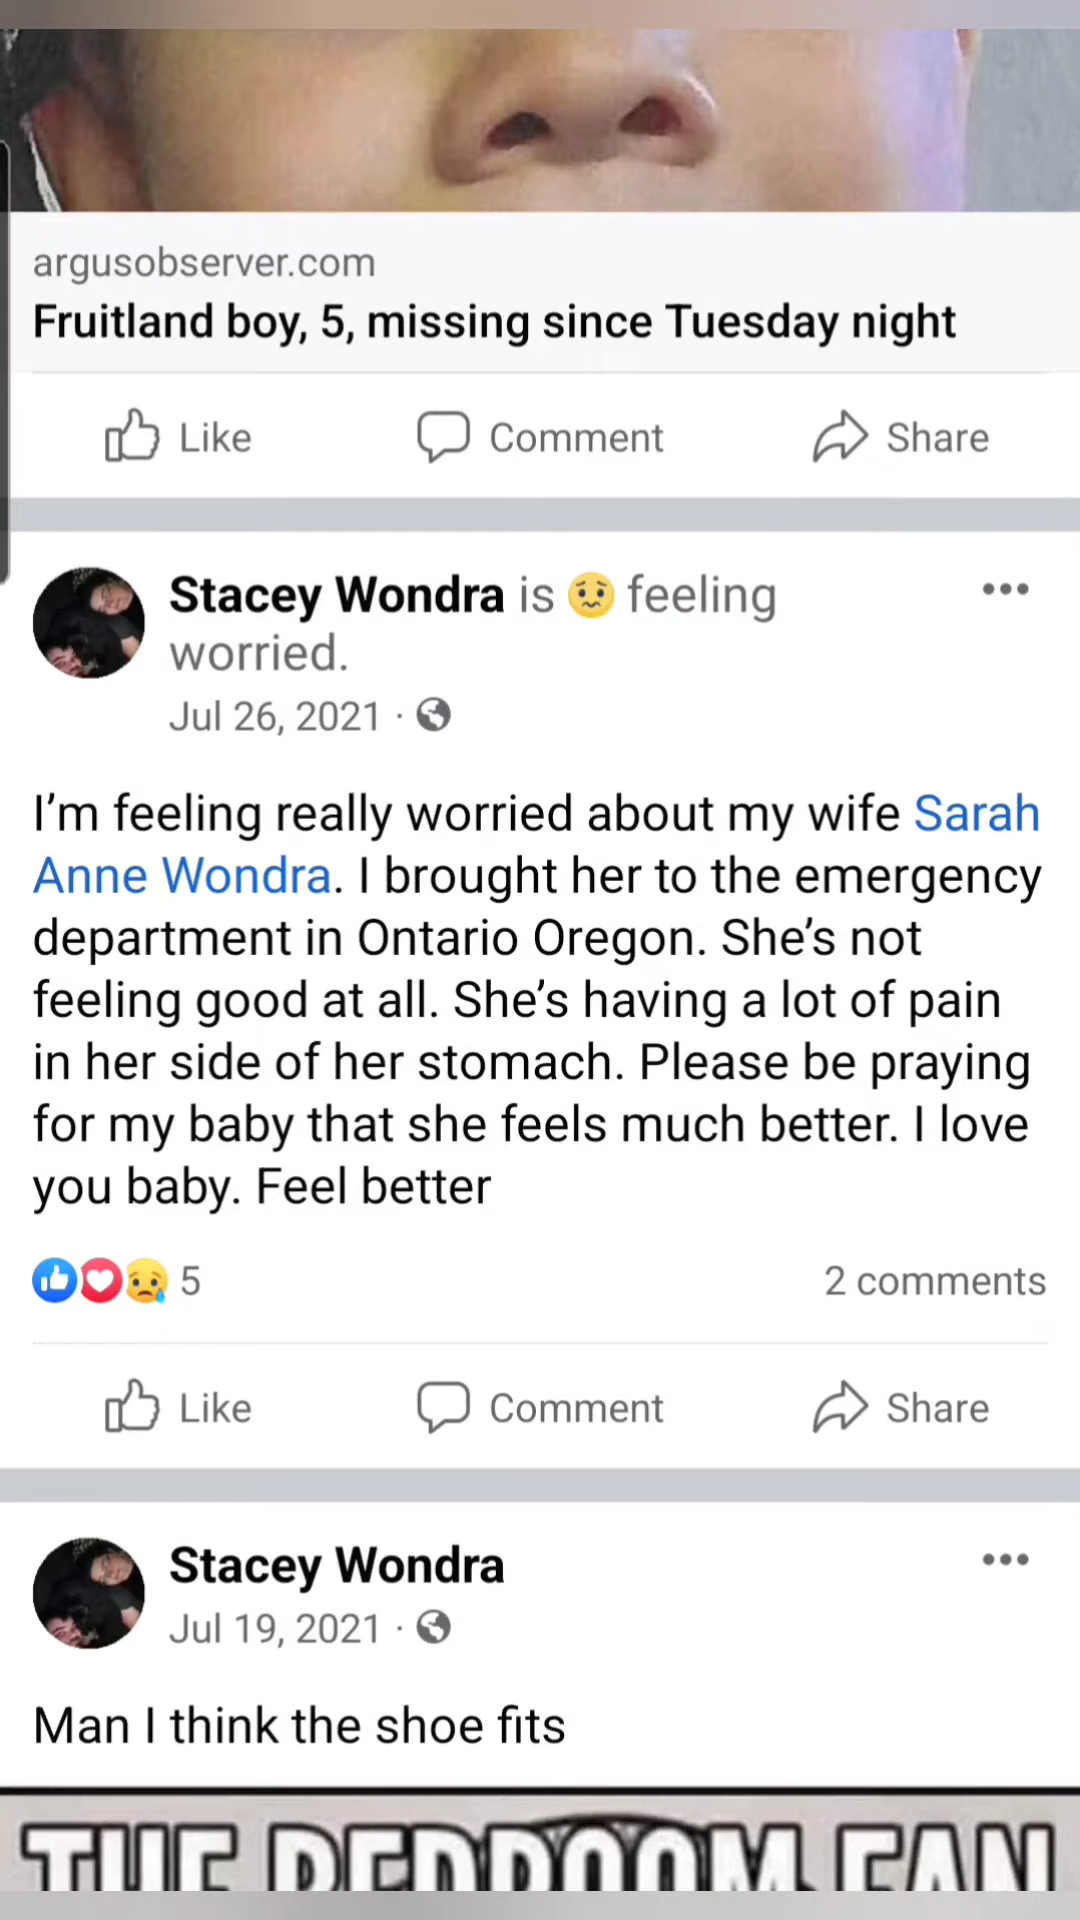 argusobserver.com
Fruitland boy, 5, missing since Tuesday night
Like Comment Share
Stacey Wondra is 😟 feeling
worried.
Jul 26, 2021 ·
I'm feeling really worried about my wife Sarah
Anne Wondra. I brought her to the emergency
department in Ontario Oregon. She's not
feeling good at all. She's having a lot of pain
in her side of her stomach. Please be praying
for my baby that she feels much better. I love
you baby. Feel better
5 2 comments
Like Comment Share
Stacey Wondra
Jul 19, 2021 ·
Man I think the shoe fits
THE BEDROOM FAN